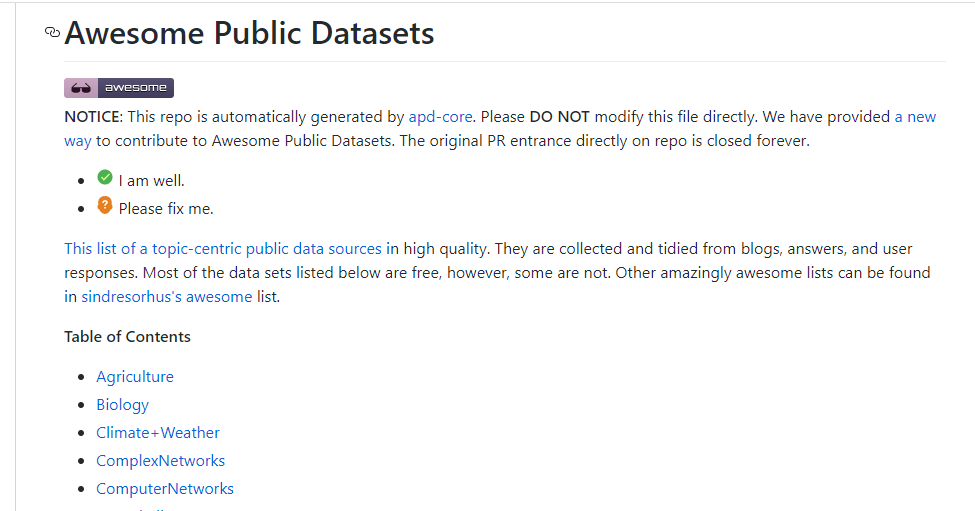 Awesome Public Datasets
awesome
NOTICE: This repo is automatically generated by apd-core. Please DO NOT modify this file directly. We have provided a new
way to contribute to Awesome Public Datasets. The original PR entrance directly on repo is closed forever.
I am well.
Please fix me.
This list of a topic-centric public data sources in high quality. They are collected and tidied from blogs, answers, and user
responses. Most of the data sets listed below are free, however, some are not. Other amazingly awesome lists can be found
in sindresorhus's awesome list.
Table of Contents
Agriculture
Biology
Climate+Weather
ComplexNetworks
ComputerNetworks